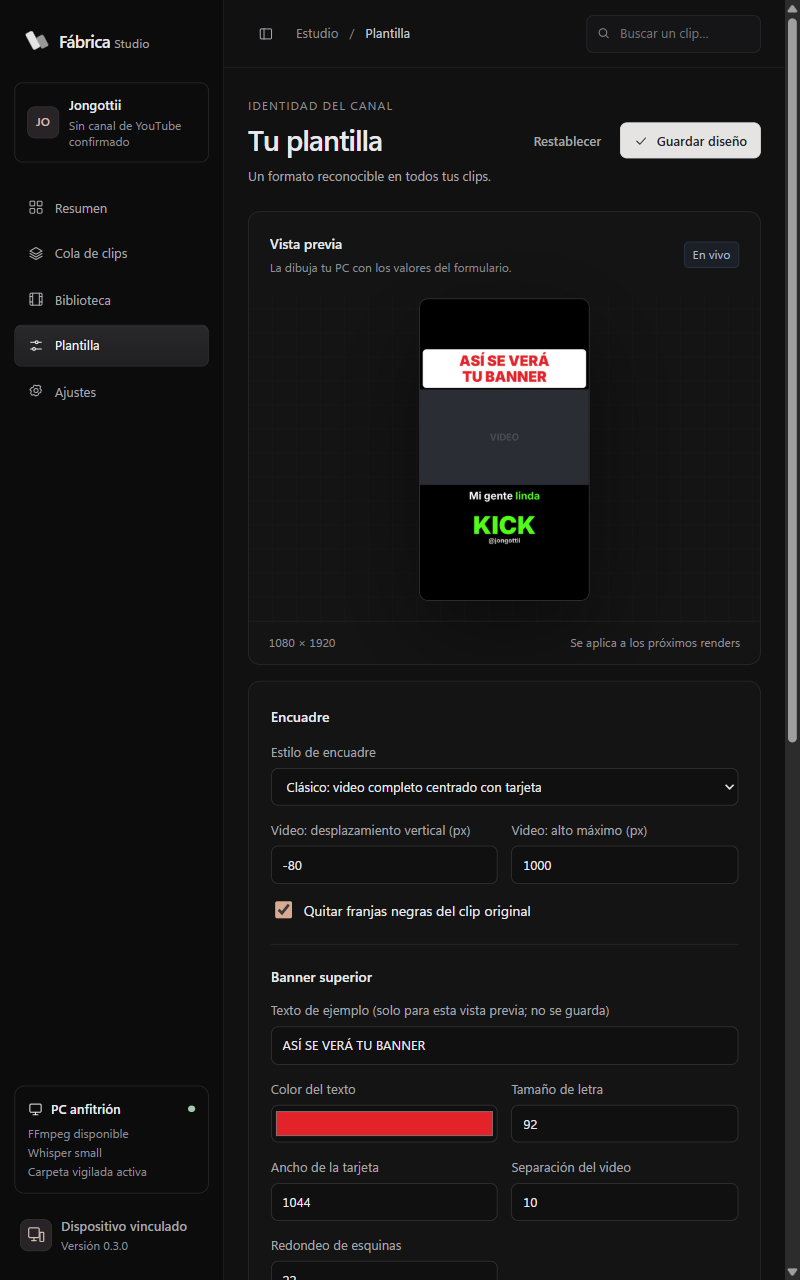 Fábrica Studio
JO
Jongottii
Sin canal de YouTube
confirmado
Resumen
Cola de clips
Biblioteca
Plantilla
Ajustes
PC anfitrión
FFmpeg disponible
Whisper small
Carpeta vigilada activa
Dispositivo vinculado
Versión 0.3.0
Estudio / Plantilla
Buscar un clip...
IDENTIDAD DEL CANAL
Tu plantilla
Restablecer
Guardar diseño
Un formato reconocible en todos tus clips.
Vista previa
La dibuja tu PC con los valores del formulario.
En vivo
ASÍ SE VERÁ
TU BANNER
VIDEO
Mi gente linda
KICK
@jongottii
1080 × 1920
Se aplica a los próximos renders
Encuadre
Estilo de encuadre
Clásico: video completo centrado con tarjeta
Video: desplazamiento vertical (px)
Video: alto máximo (px)
-80
1000
Quitar franjas negras del clip original
Banner superior
Texto de ejemplo (solo para esta vista previa; no se guarda)
ASÍ SE VERÁ TU BANNER
Color del texto
Tamaño de letra
92
Ancho de la tarjeta
Separación del video
1044
10
Redondeo de esquinas